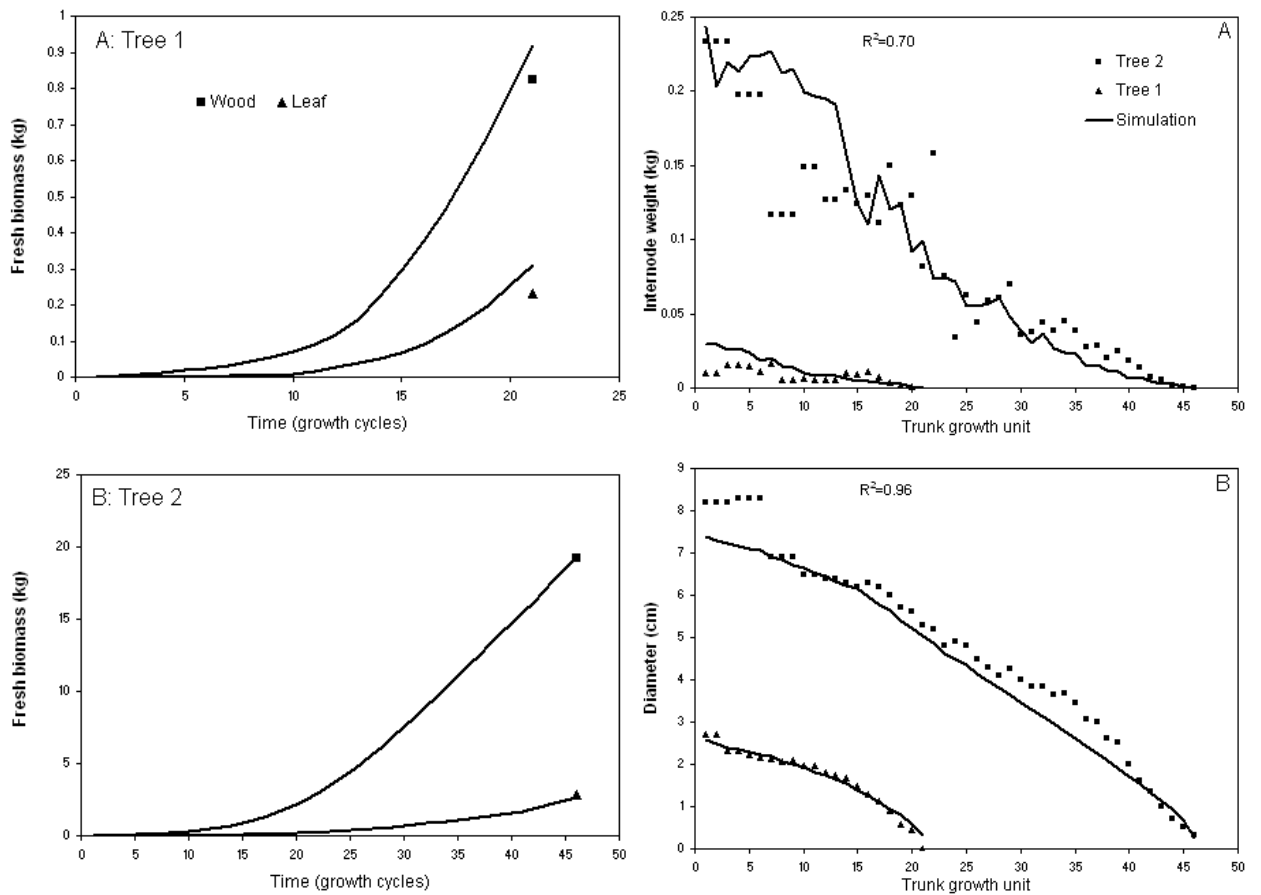 A: Tree 1
Wood
Leaf
Fresh biomass (kg)
1
0.9
0.8
0.7
0.6
0.5
0.4
0.3
0.2
0.1
0
0 5 10 15 20 25
Time (growth cycles)
A
R²=0.70
Tree 2
Tree 1
Simulation
Internode weight (kg)
0.25
0.2
0.15
0.1
0.05
0
0 5 10 15 20 25 30 35 40 45 50
Trunk growth unit
B: Tree 2
Fresh biomass (kg)
25
20
15
10
5
0
0 5 10 15 20 25 30 35 40 45 50
Time (growth cycles)
B
R²=0.96
Diameter (cm)
9
8
7
6
5
4
3
2
1
0
0 5 10 15 20 25 30 35 40 45 50
Trunk growth unit